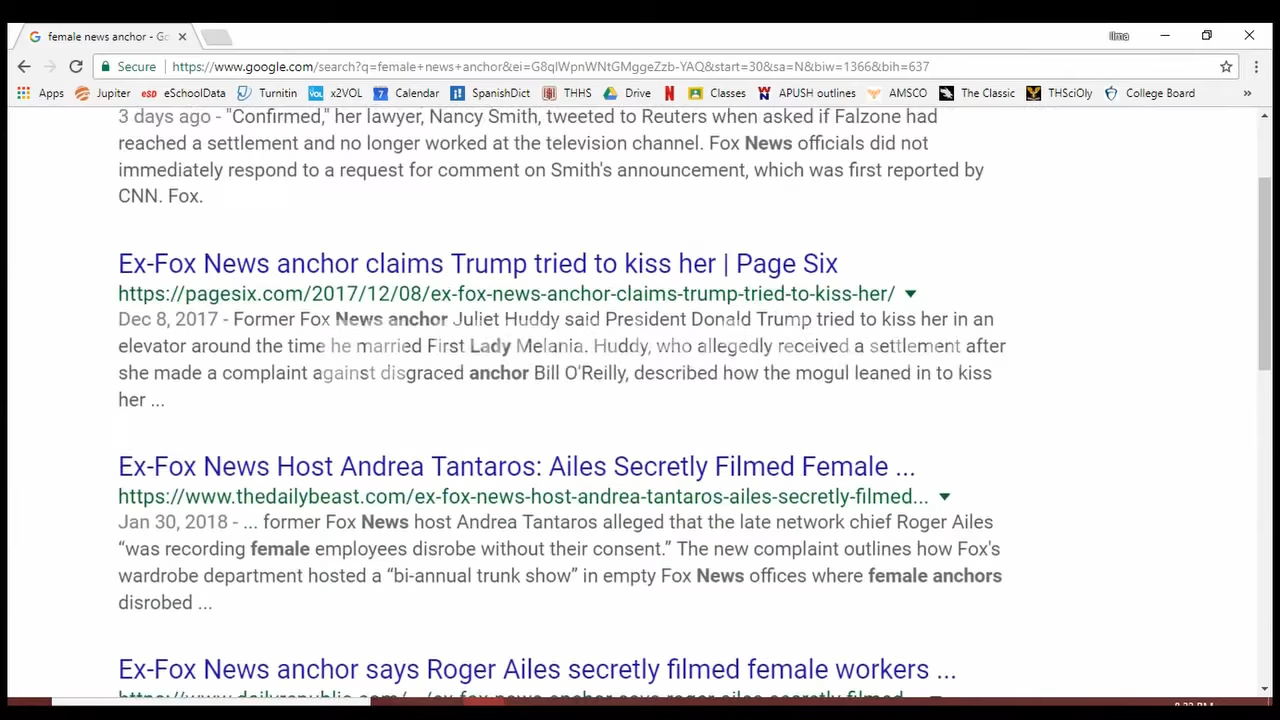 female news anchor - Go
Ilma
Secure
https://www.google.com/search?q=female+news+anchor&ei=G8qlWpnWNtGMggeZzb-YAQ&start=30&sa=N&biw=1366&bih=637
Apps Jupiter esD eSchoolData Turnitin VOL x2VOL 7 Calendar SpanishDict THHS N Drive Classes W APUSH outlines AMSCO The Classic THSciOly College Board »
3 days ago - "Confirmed," her lawyer, Nancy Smith, tweeted to Reuters when asked if Falzone had
reached a settlement and no longer worked at the television channel. Fox News officials did not
immediately respond to a request for comment on Smith's announcement, which was first reported by
CNN. Fox.
Ex-Fox News anchor claims Trump tried to kiss her | Page Six
https://pagesix.com/2017/12/08/ex-fox-news-anchor-claims-trump-tried-to-kiss-her/
Dec 8, 2017 - Former Fox News anchor Juliet Huddy said President Donald Trump tried to kiss her in an
elevator around the time he married First Lady Melania. Huddy, who allegedly received a settlement after
she made a complaint against disgraced anchor Bill O'Reilly, described how the mogul leaned in to kiss
her ...
Ex-Fox News Host Andrea Tantaros: Ailes Secretly Filmed Female ...
https://www.thedailybeast.com/ex-fox-news-host-andrea-tantaros-ailes-secretly-filmed...
Jan 30, 2018 - ... former Fox News host Andrea Tantaros alleged that the late network chief Roger Ailes
“was recording female employees disrobe without their consent.” The new complaint outlines how Fox's
wardrobe department hosted a “bi-annual trunk show” in empty Fox News offices where female anchors
disrobed ...
Ex-Fox News anchor says Roger Ailes secretly filmed female workers ...